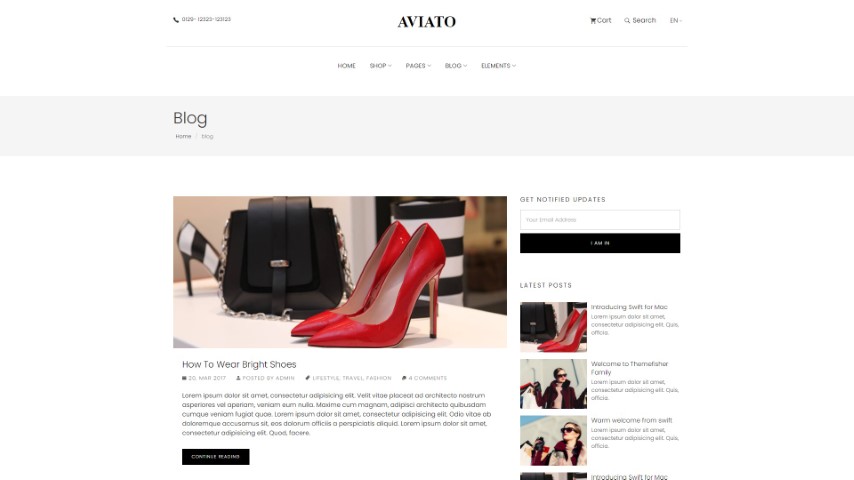 0129- 12323-123123
AVIATO
Cart
Search
EN
HOME
SHOP
PAGES
BLOG
ELEMENTS
Blog
Home / blog
GET NOTIFIED UPDATES
Your Email Address
I AM IN
LATEST POSTS
Introducing Swift for Mac
Lorem ipsum dolor sit amet,
consectetur adipisicing elit. Quis,
officia.
Welcome to Themefisher
Family
Lorem ipsum dolor sit amet,
consectetur adipisicing elit. Quis,
officia.
Warm welcome from swift
Lorem ipsum dolor sit amet,
consectetur adipisicing elit. Quis,
officia.
Introducing Swift for Mac
How To Wear Bright Shoes
20, MAR 2017 POSTED BY ADMIN LIFESTYLE, TRAVEL, FASHION 4 COMMENTS
Lorem ipsum dolor sit amet, consectetur adipisicing elit. Velit vitae placeat ad architecto nostrum
asperiores vel aperiam, veniam eum nulla. Maxime cum magnam, adipisci architecto quibusdam
cumque veniam fugiat quae. Lorem ipsum dolor sit amet, consectetur adipisicing elit. Odio vitae ab
doloremque accusamus sit, eos dolorum officiis a perspiciatis aliquid. Lorem ipsum dolor sit amet,
consectetur adipisicing elit. Quod, facere.
CONTINUE READING